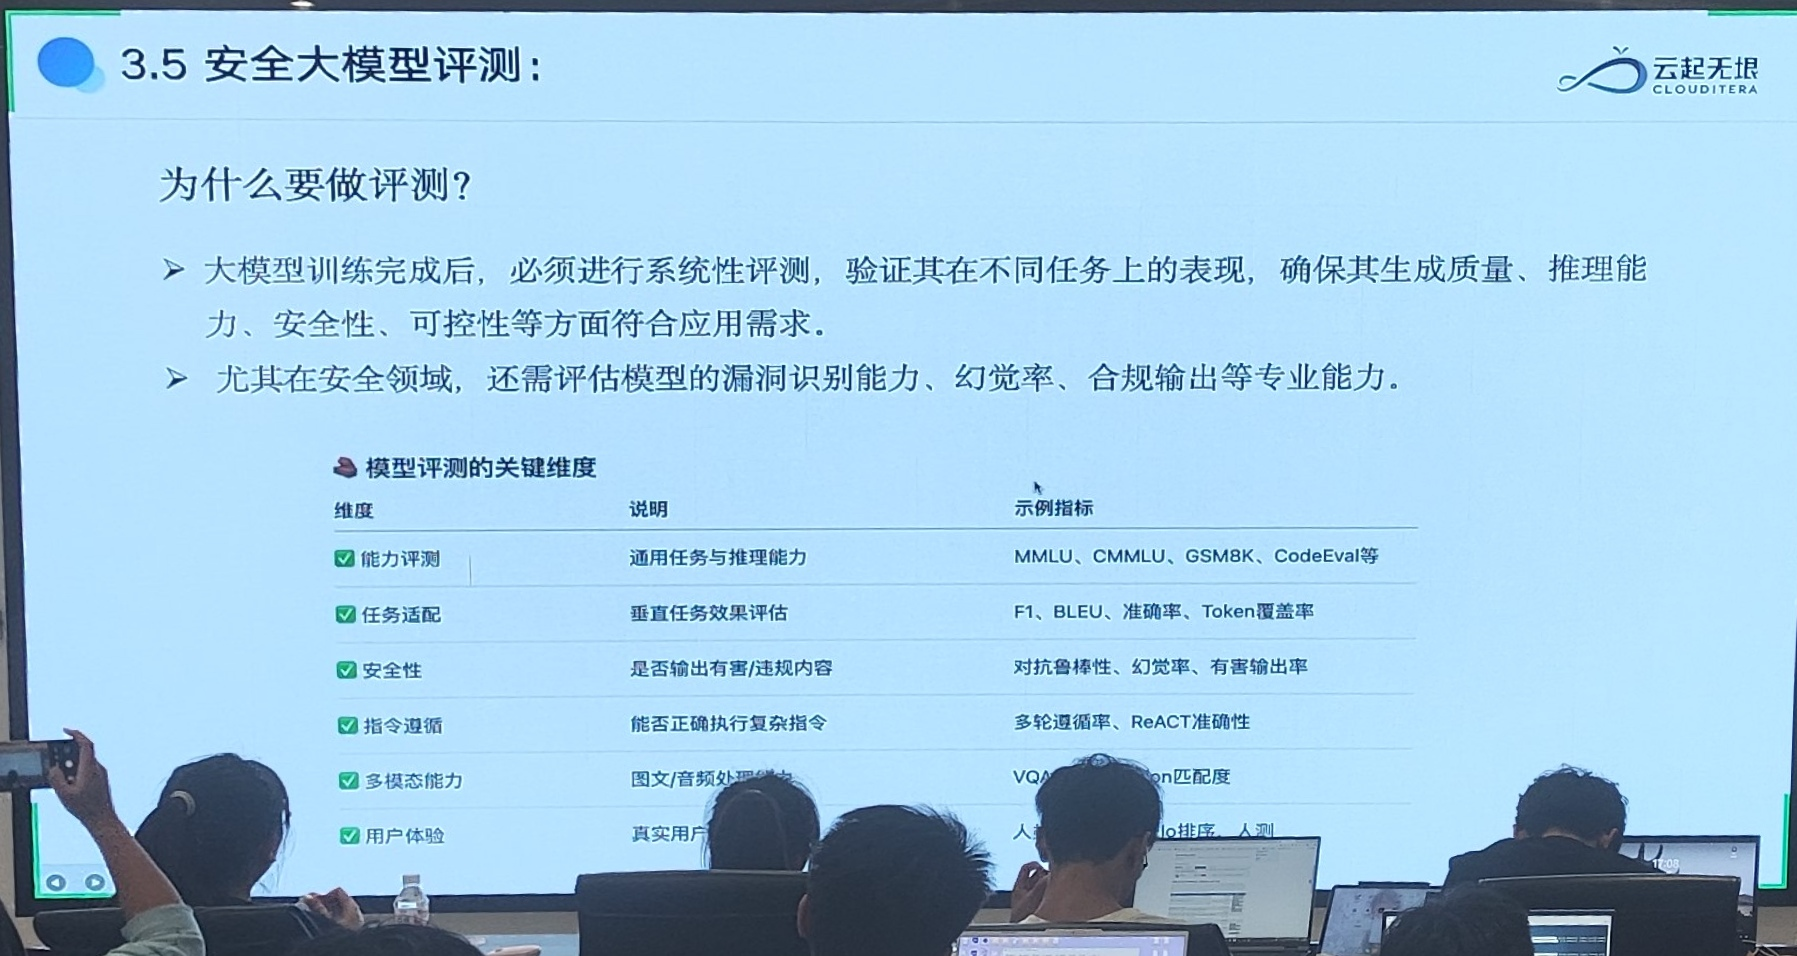 3.5 安全大模型评测：
云起无垠
CLOUDITERA
为什么要做评测？
➢ 大模型训练完成后，必须进行系统性评测，验证其在不同任务上的表现，确保其生成质量、推理能
力、安全性、可控性等方面符合应用需求。
➢ 尤其在安全领域，还需评估模型的漏洞识别能力、幻觉率、合规输出等专业能力。
模型评测的关键维度
维度 说明 示例指标
✅ 能力评测 通用任务与推理能力 MMLU、CMMLU、GSM8K、CodeEval等
✅ 任务适配 垂直任务效果评估 F1、BLEU、准确率、Token覆盖率
✅ 安全性 是否输出有害/违规内容 对抗鲁棒性、幻觉率、有害输出率
✅ 指令遵循 能否正确执行复杂指令 多轮遵循率、ReACT准确性
✅ 多模态能力 图文/音频处理 VQA on匹配度
✅ 用户体验 真实用户 人 lo排序、人测
17:08